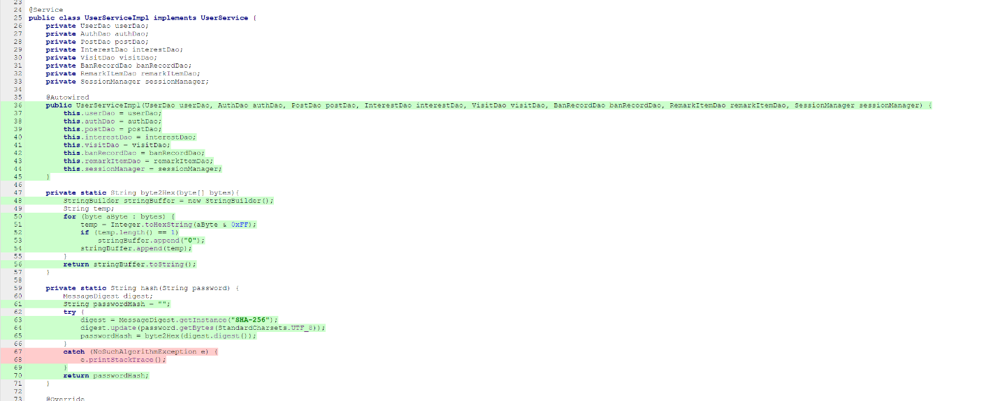 23
24 @Service
25 public class UserServiceImpl implements UserService {
26 private UserDao userDao;
27 private AuthDao authDao;
28 private PostDao postDao;
29 private InterestDao interestDao;
30 private VisitDao visitDao;
31 private BanRecordDao banRecordDao;
32 private RemarkItemDao remarkItemDao;
33 private SessionManager sessionManager;
34
35 @Autowired
36 public UserServiceImpl(UserDao userDao, AuthDao authDao, PostDao postDao, InterestDao interestDao, VisitDao visitDao, BanRecordDao banRecordDao, RemarkItemDao remarkItemDao, SessionManager sessionManager) {
37 this.userDao = userDao;
38 this.authDao = authDao;
39 this.postDao = postDao;
40 this.interestDao = interestDao;
41 this.visitDao = visitDao;
42 this.banRecordDao = banRecordDao;
43 this.remarkItemDao = remarkItemDao;
44 this.sessionManager = sessionManager;
45 }
46
47 private static String byte2Hex(byte[] bytes){
48 StringBuilder stringBuffer = new StringBuilder();
49 String temp;
50 for (byte aByte : bytes) {
51 temp = Integer.toHexString(aByte & 0xFF);
52 if (temp.length() == 1)
53 stringBuffer.append("0");
54 stringBuffer.append(temp);
55 }
56 return stringBuffer.toString();
57 }
58
59 private static String hash(String password) {
60 MessageDigest digest;
61 String passwordHash = "";
62 try {
63 digest = MessageDigest.getInstance("SHA-256");
64 digest.update(password.getBytes(StandardCharsets.UTF_8));
65 passwordHash = byte2Hex(digest.digest());
66 }
67 catch (NoSuchAlgorithmException e) {
68 e.printStackTrace();
69 }
70 return passwordHash;
71 }
72
73 @Override